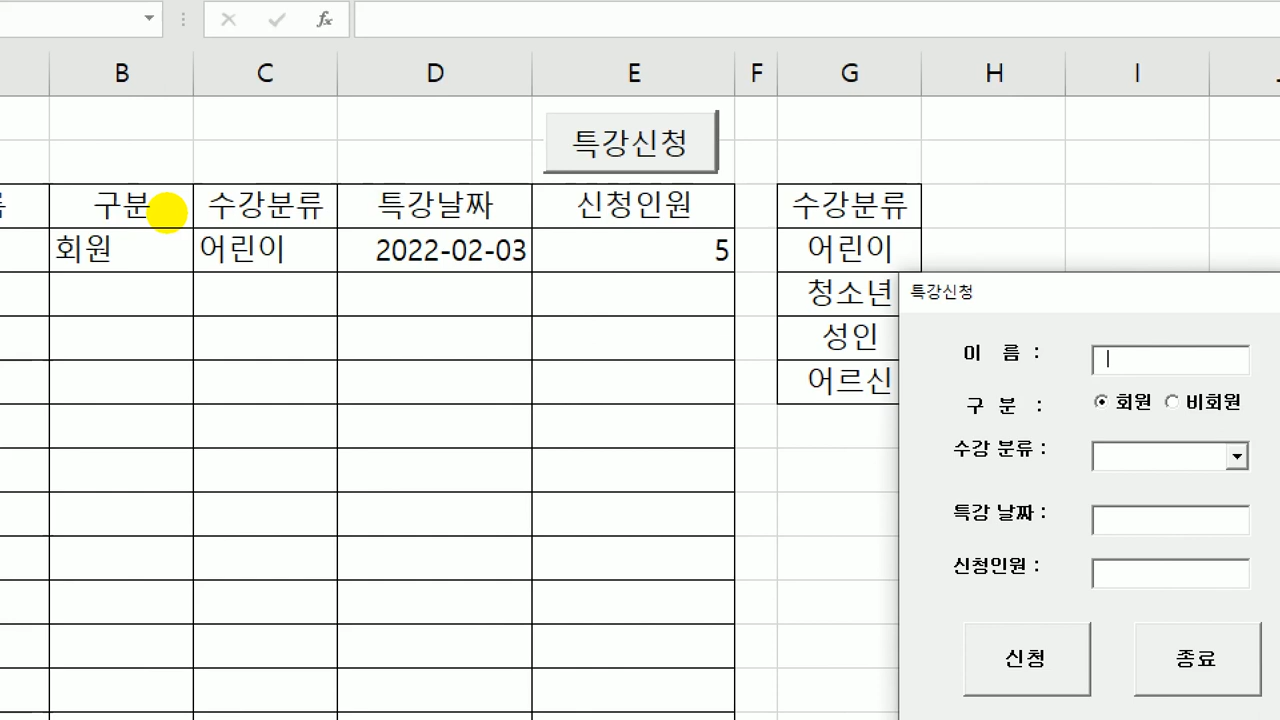 fx
B C D E F G H I
특강신청
구분 수강분류 특강날짜 신청인원 수강분류
회원 어린이 2022-02-03 5 어린이
청소년
성인
어르신
특강신청
이 름 :
구 분 : 회원 비회원
수강 분류 :
특강 날짜 :
신청인원 :
신청 종료